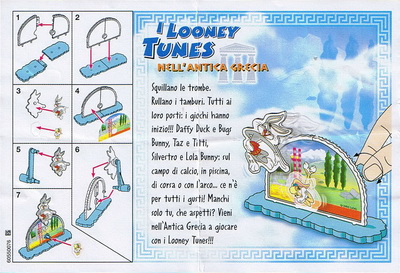 1
2
3
4
5
6
7
I LOONEY
TUNES
NELL'ANTICA GRECIA
Squillano le trombe.
Rullano i tamburi. Tutti ai
loro posti: i giochi hanno
inizio!!! Daffy Duck e Bugs
Bunny, Taz e Titti,
Silvestro e Lola Bunny: sul
campo di calcio, in piscina,
di corsa o con l'arco... ce n'è
per tutti i gusti! Manchi
solo tu, che aspetti? Vieni
nell'Antica Grecia a giocare
con i Looney Tunes!!!